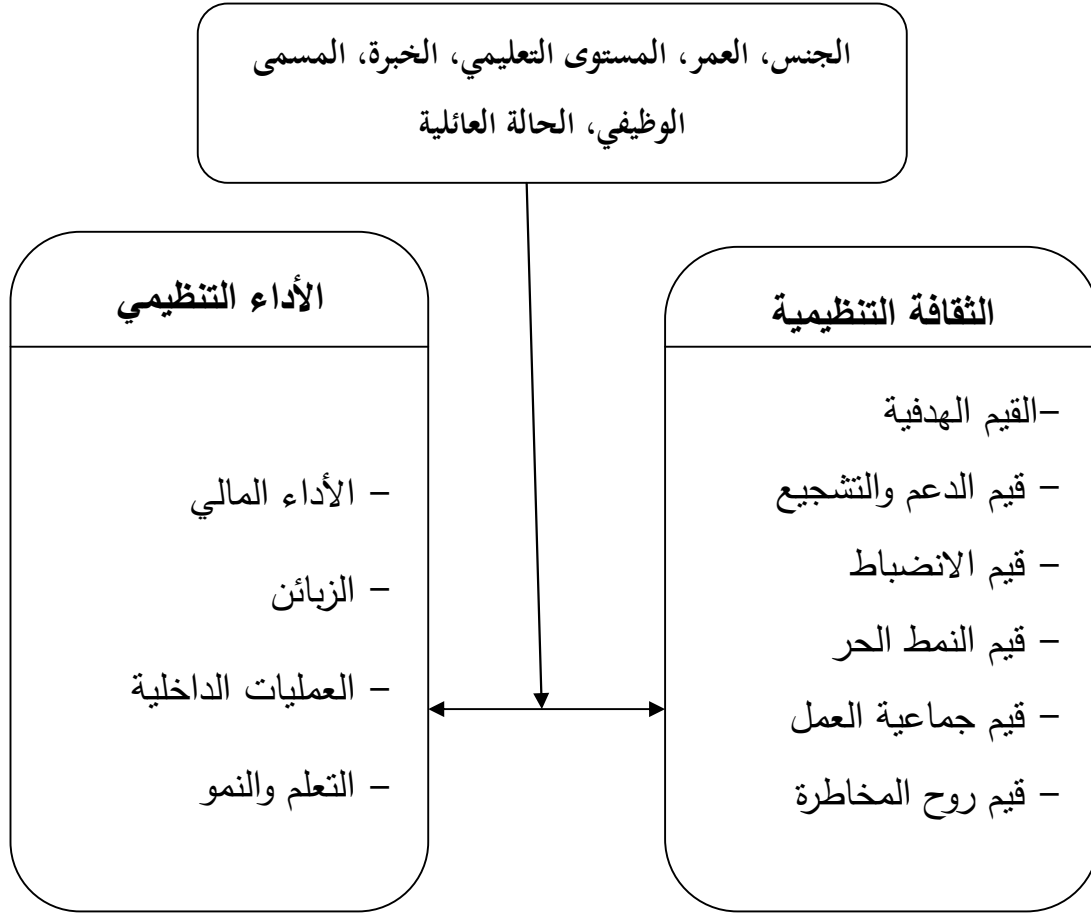 الجنس، العمر، المستوى التعليمي، الخبرة، المسمى
الوظيفي، الحالة العائلية
الثقافة التنظيمية
-القيم الهدفية
- قيم الدعم والتشجيع
- قيم الانضباط
- قيم النمط الحر
- قيم جماعية العمل
- قيم روح المخاطرة
الأداء التنظيمي
- الأداء المالي
- الزبائن
- العمليات الداخلية
- التعلم والنمو